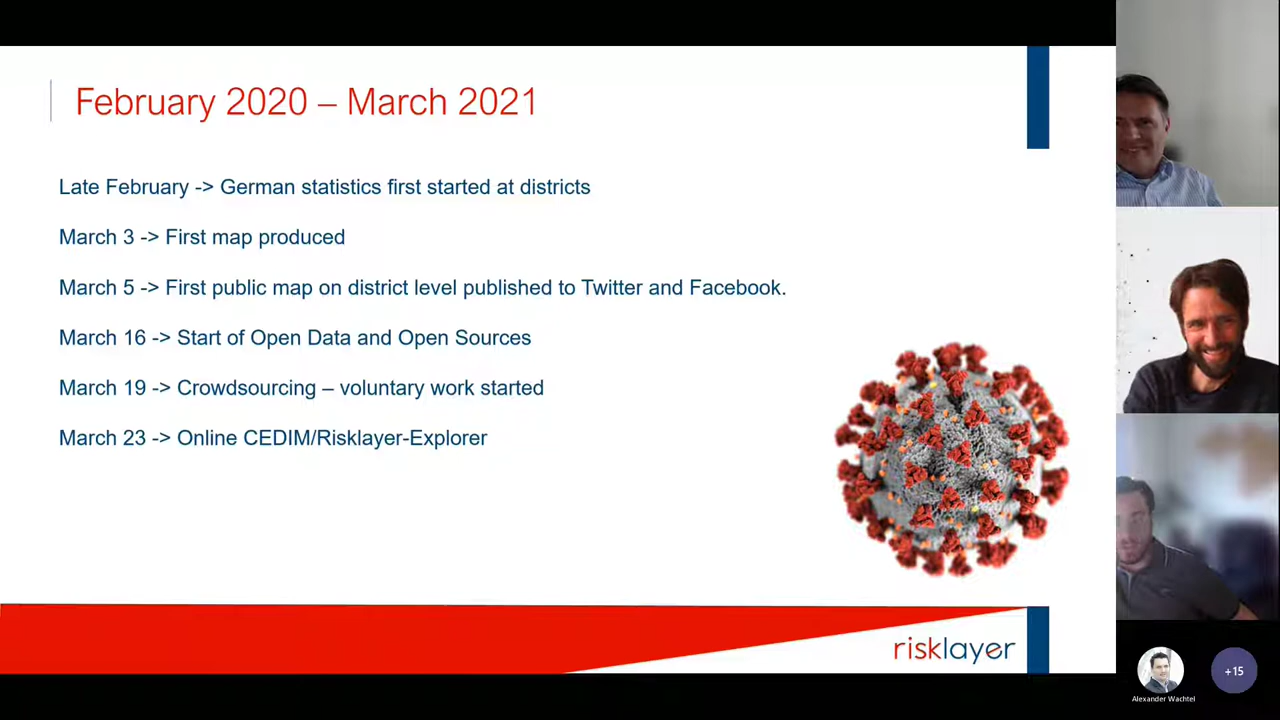 February 2020 – March 2021
Late February -> German statistics first started at districts
March 3 -> First map produced
March 5 -> First public map on district level published to Twitter and Facebook.
March 16 -> Start of Open Data and Open Sources
March 19 -> Crowdsourcing – voluntary work started
March 23 -> Online CEDIM/Risklayer-Explorer
risklayer
+15
Alexander Wachtel